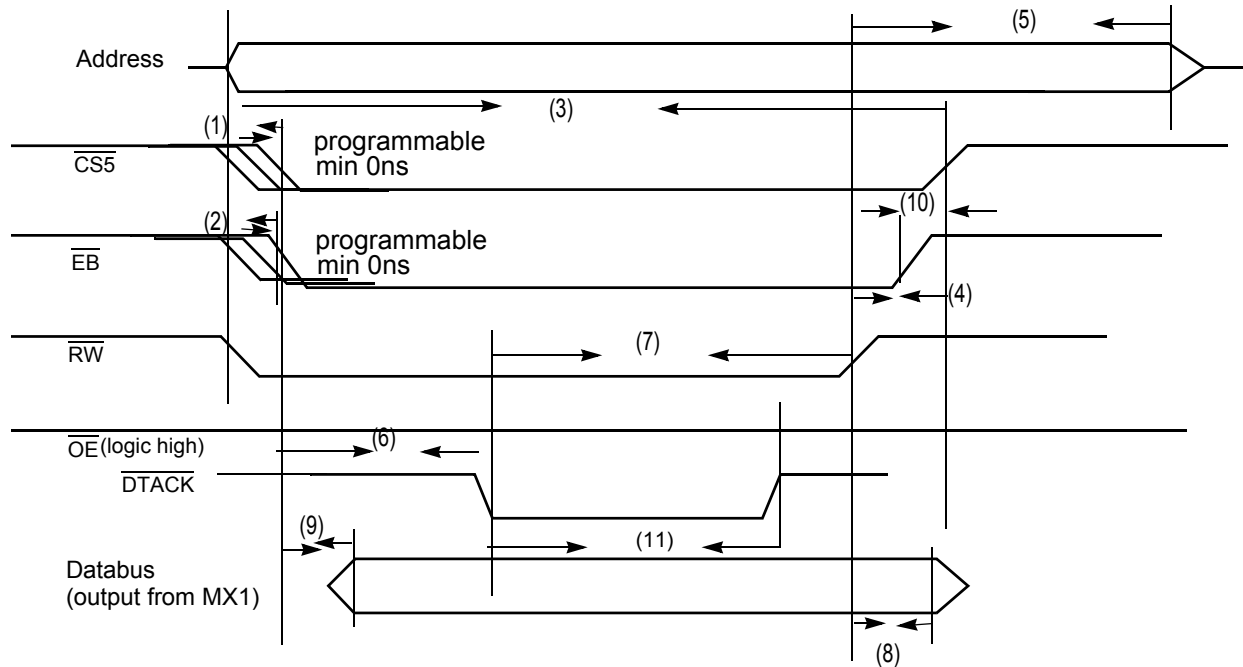 (5)
Address
(3)
(1)
programmable
min 0ns
CS5
(10)
(2)
programmable
min 0ns
EB
(4)
(7)
RW
OE(logic high)
(6)
DTACK
(9)
(11)
Databus
(output from MX1)
(8)